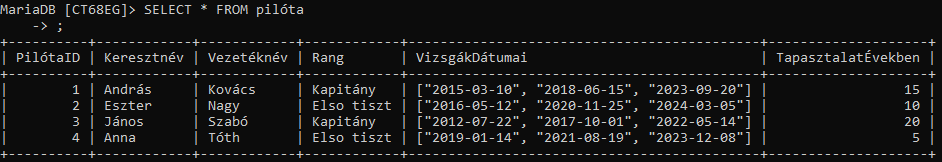 MariaDB [CT68EG]> SELECT * FROM pilóta
    -> ;
+----------+------------+------------+------------+--------------------------------------------+----------------------+
| PilótaID | Keresztnév | Vezetéknév | Rang       | VizsgákDátumai                             | TapasztalatÉvekben |
+----------+------------+------------+------------+--------------------------------------------+----------------------+
|        1 | András     | Kovács     | Kapitány   | ["2015-03-10", "2018-06-15", "2023-09-20"] |                 15 |
|        2 | Eszter     | Nagy       | Elso tiszt | ["2016-05-12", "2020-11-25", "2024-03-05"] |                 10 |
|        3 | János      | Szabó      | Kapitány   | ["2012-07-22", "2017-10-01", "2022-05-14"] |                 20 |
|        4 | Anna       | Tóth       | Elso tiszt | ["2019-01-14", "2021-08-19", "2023-12-08"] |                  5 |
+----------+------------+------------+------------+--------------------------------------------+----------------------+